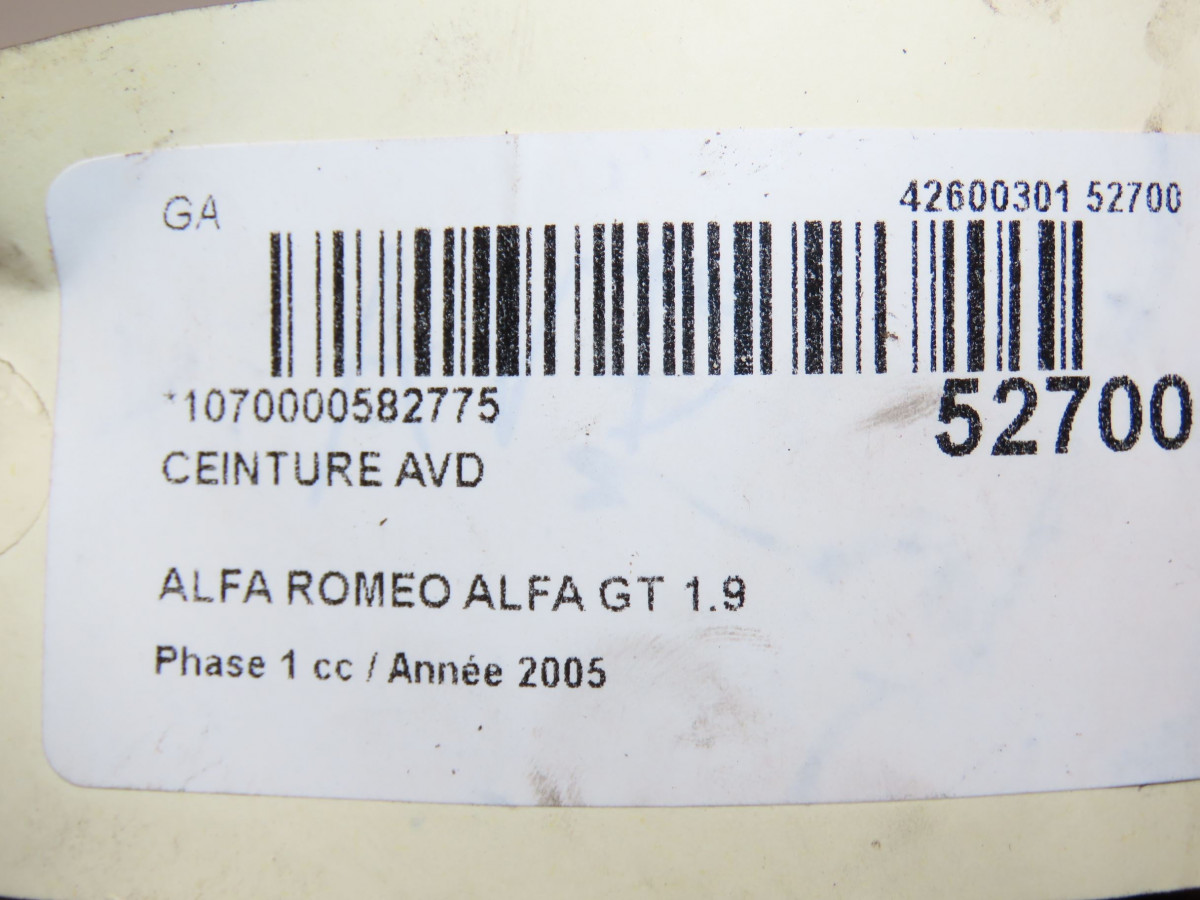 GA
42600301 52700
*1070000582775
52700
CEINTURE AVD
ALFA ROMEO ALFA GT 1.9
Phase 1 cc / Année 2005